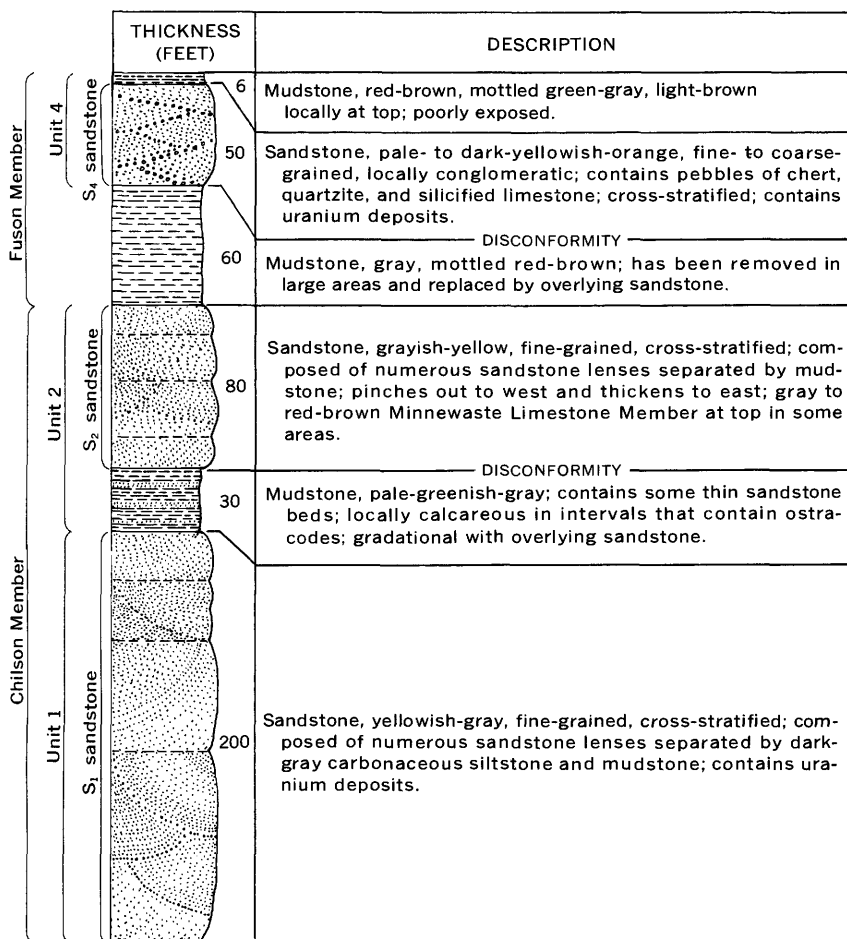 THICKNESS
(FEET)
DESCRIPTION
Fuson Member
Unit 4
S4 sandstone
6
Mudstone, red-brown, mottled green-gray, light-brown
locally at top; poorly exposed.
50
Sandstone, pale- to dark-yellowish-orange, fine- to coarse-
grained, locally conglomeratic; contains pebbles of chert,
quartzite, and silicified limestone; cross-stratified; contains
uranium deposits.
DISCONFORMITY
60
Mudstone, gray, mottled red-brown; has been removed in
large areas and replaced by overlying sandstone.
Chilson Member
Unit 2
S2 sandstone
80
Sandstone, grayish-yellow, fine-grained, cross-stratified; com-
posed of numerous sandstone lenses separated by mud-
stone; pinches out to west and thickens to east; gray to
red-brown Minnewaste Limestone Member at top in some
areas.
DISCONFORMITY
30
Mudstone, pale-greenish-gray; contains some thin sandstone
beds; locally calcareous in intervals that contain ostra-
codes; gradational with overlying sandstone.
Unit 1
S1 sandstone
200
Sandstone, yellowish-gray, fine-grained, cross-stratified; com-
posed of numerous sandstone lenses separated by dark-
gray carbonaceous siltstone and mudstone; contains ura-
nium deposits.